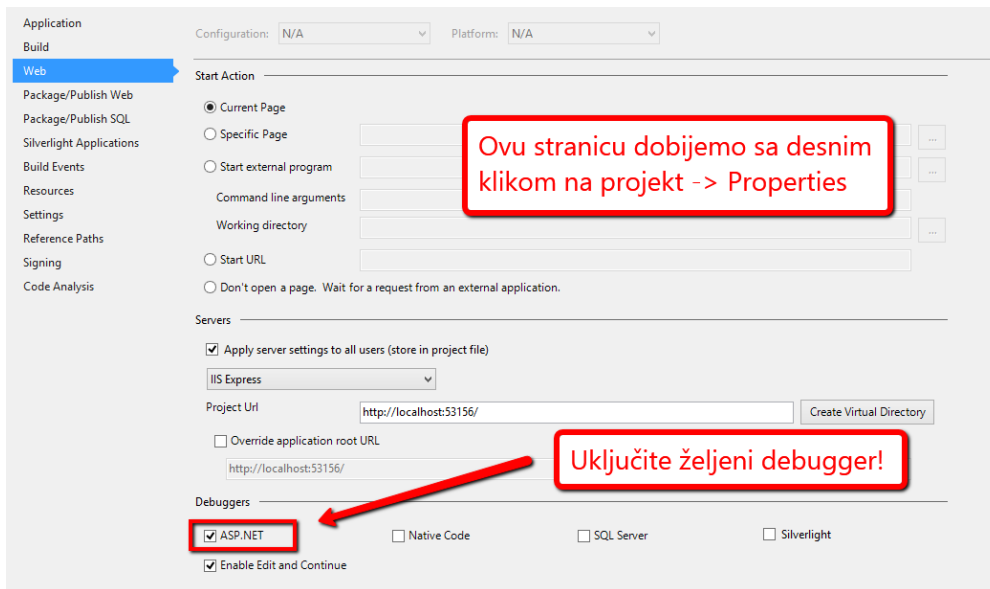 Application
Build
Web
Package/Publish Web
Package/Publish SQL
Silverlight Applications
Build Events
Resources
Settings
Reference Paths
Signing
Code Analysis
Configuration: N/A Platform: N/A
Start Action
Current Page
Specific Page
...
Start external program
...
Command line arguments
Working directory
...
Start URL
Don't open a page. Wait for a request from an external application.
Ovu stranicu dobijemo sa desnim
klikom na projekt -> Properties
Servers
Apply server settings to all users (store in project file)
IIS Express
Project Url http://localhost:53156/ Create Virtual Directory
Override application root URL
http://localhost:53156/
Uključite željeni debugger!
Debuggers
ASP.NET Native Code SQL Server Silverlight
Enable Edit and Continue